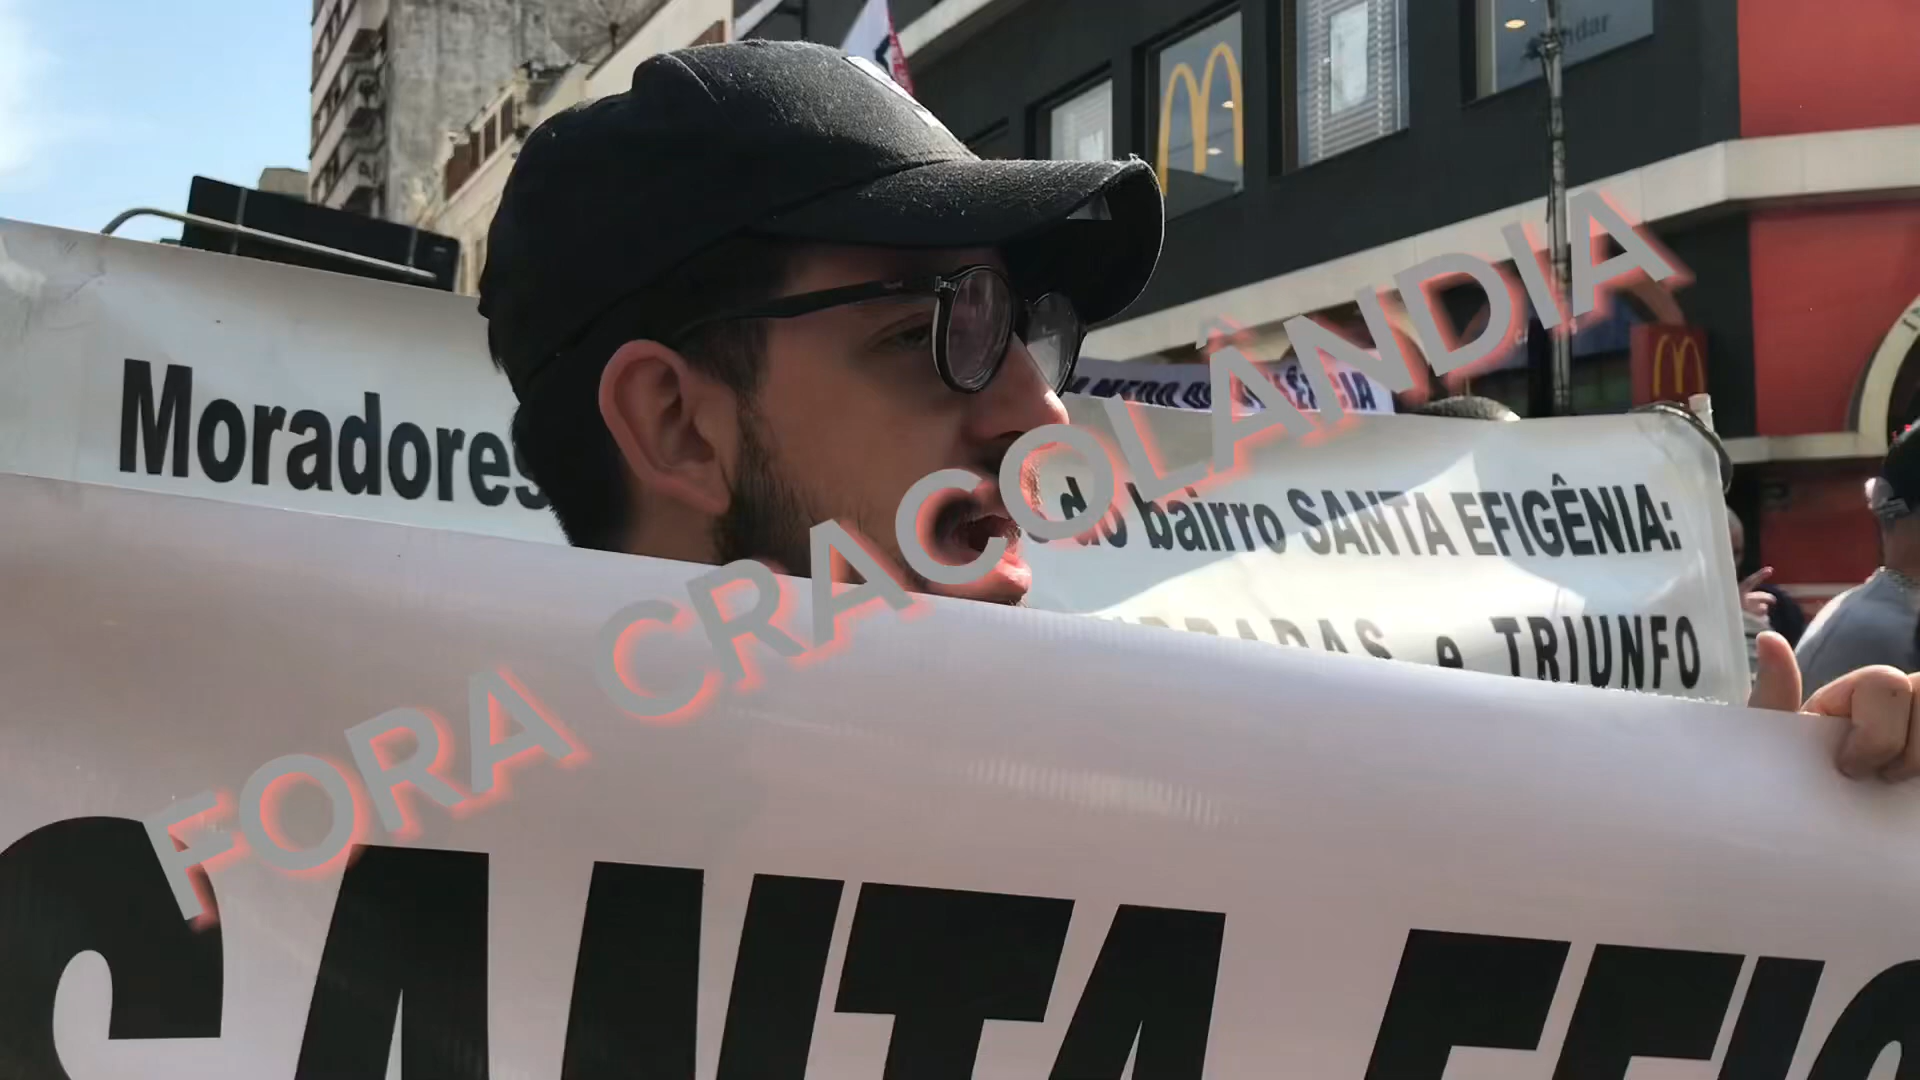 Moradores
do bairro SANTA EFIGÊNIA:
e TRIUNFO
FORA CRACOLÂNDIA
SANTA EFIG